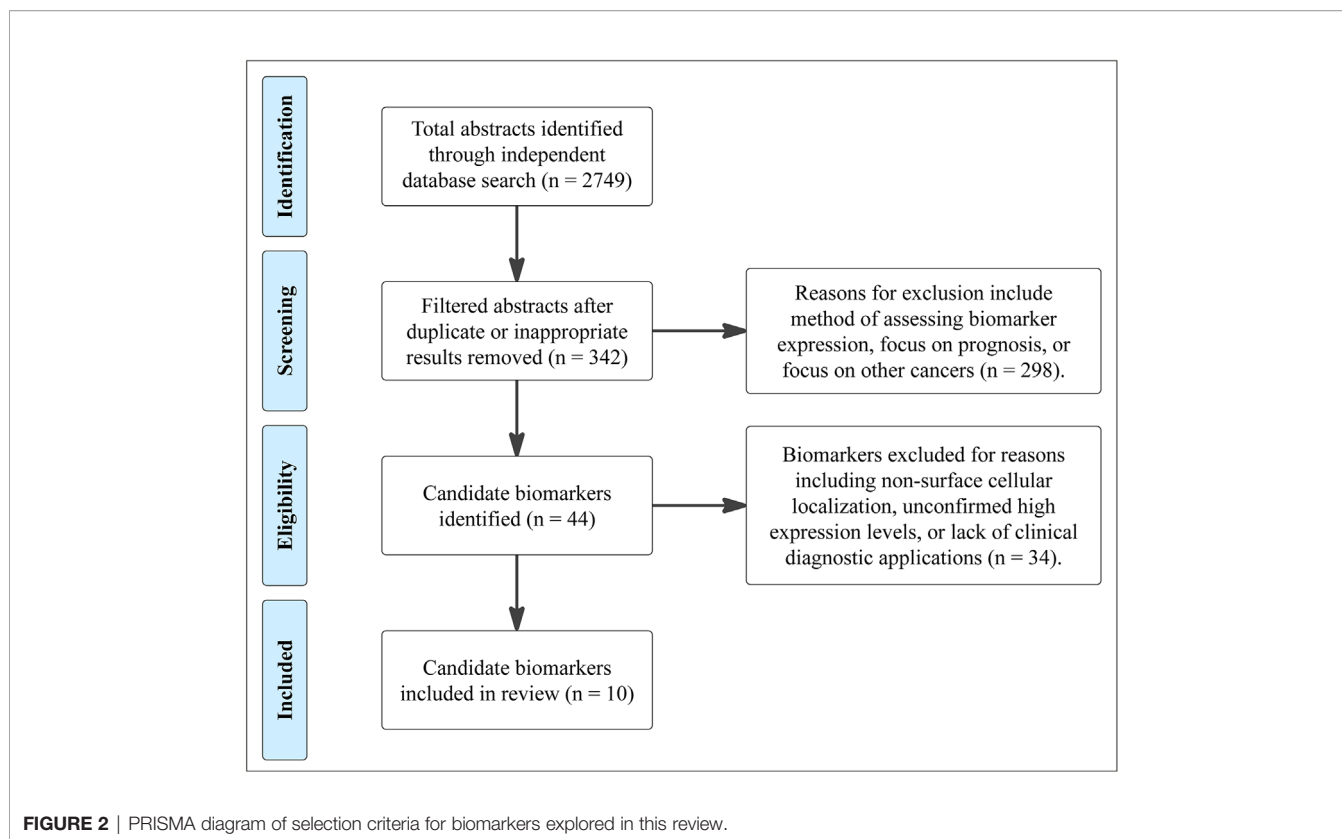 Identification
Total abstracts identified
through independent
database search (n = 2749)
Screening
Filtered abstracts after
duplicate or inappropriate
results removed (n = 342)
Reasons for exclusion include
method of assessing biomarker
expression, focus on prognosis, or
focus on other cancers (n = 298).
Eligibility
Candidate biomarkers
identified (n = 44)
Biomarkers excluded for reasons
including non-surface cellular
localization, unconfirmed high
expression levels, or lack of clinical
diagnostic applications (n = 34).
Included
Candidate biomarkers
included in review (n = 10)
FIGURE 2 | PRISMA diagram of selection criteria for biomarkers explored in this review.